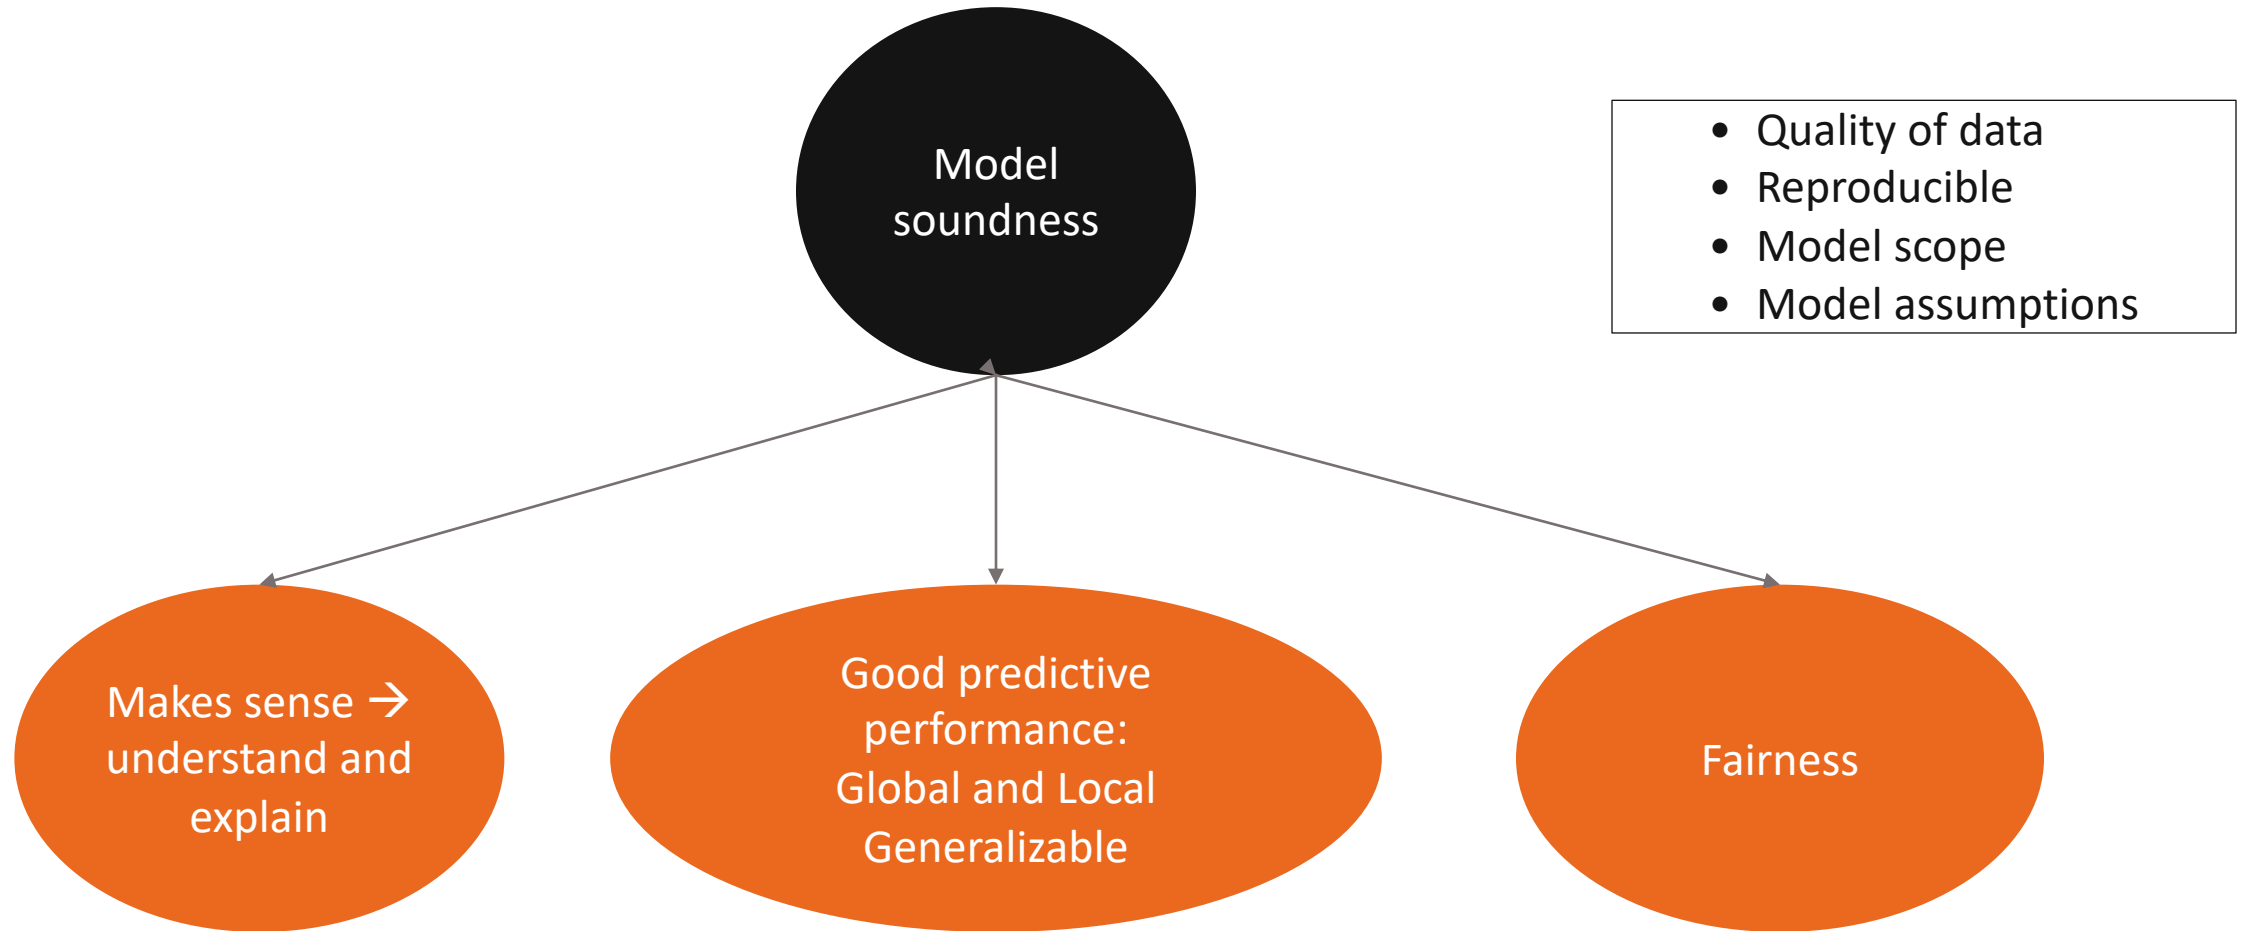 Model
soundness
• Quality of data
• Reproducible
• Model scope
• Model assumptions
Makes sense →
understand and
explain
Good predictive
performance:
Global and Local
Generalizable
Fairness